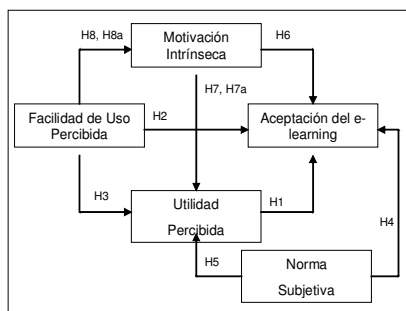 H8, H8a
Motivación
Intrínseca
H6
H7, H7a
Facilidad de Uso
Percibida
H2
Aceptación del e-
learning
H3
Utilidad
Percibida
H1
H4
H5
Norma
Subjetiva